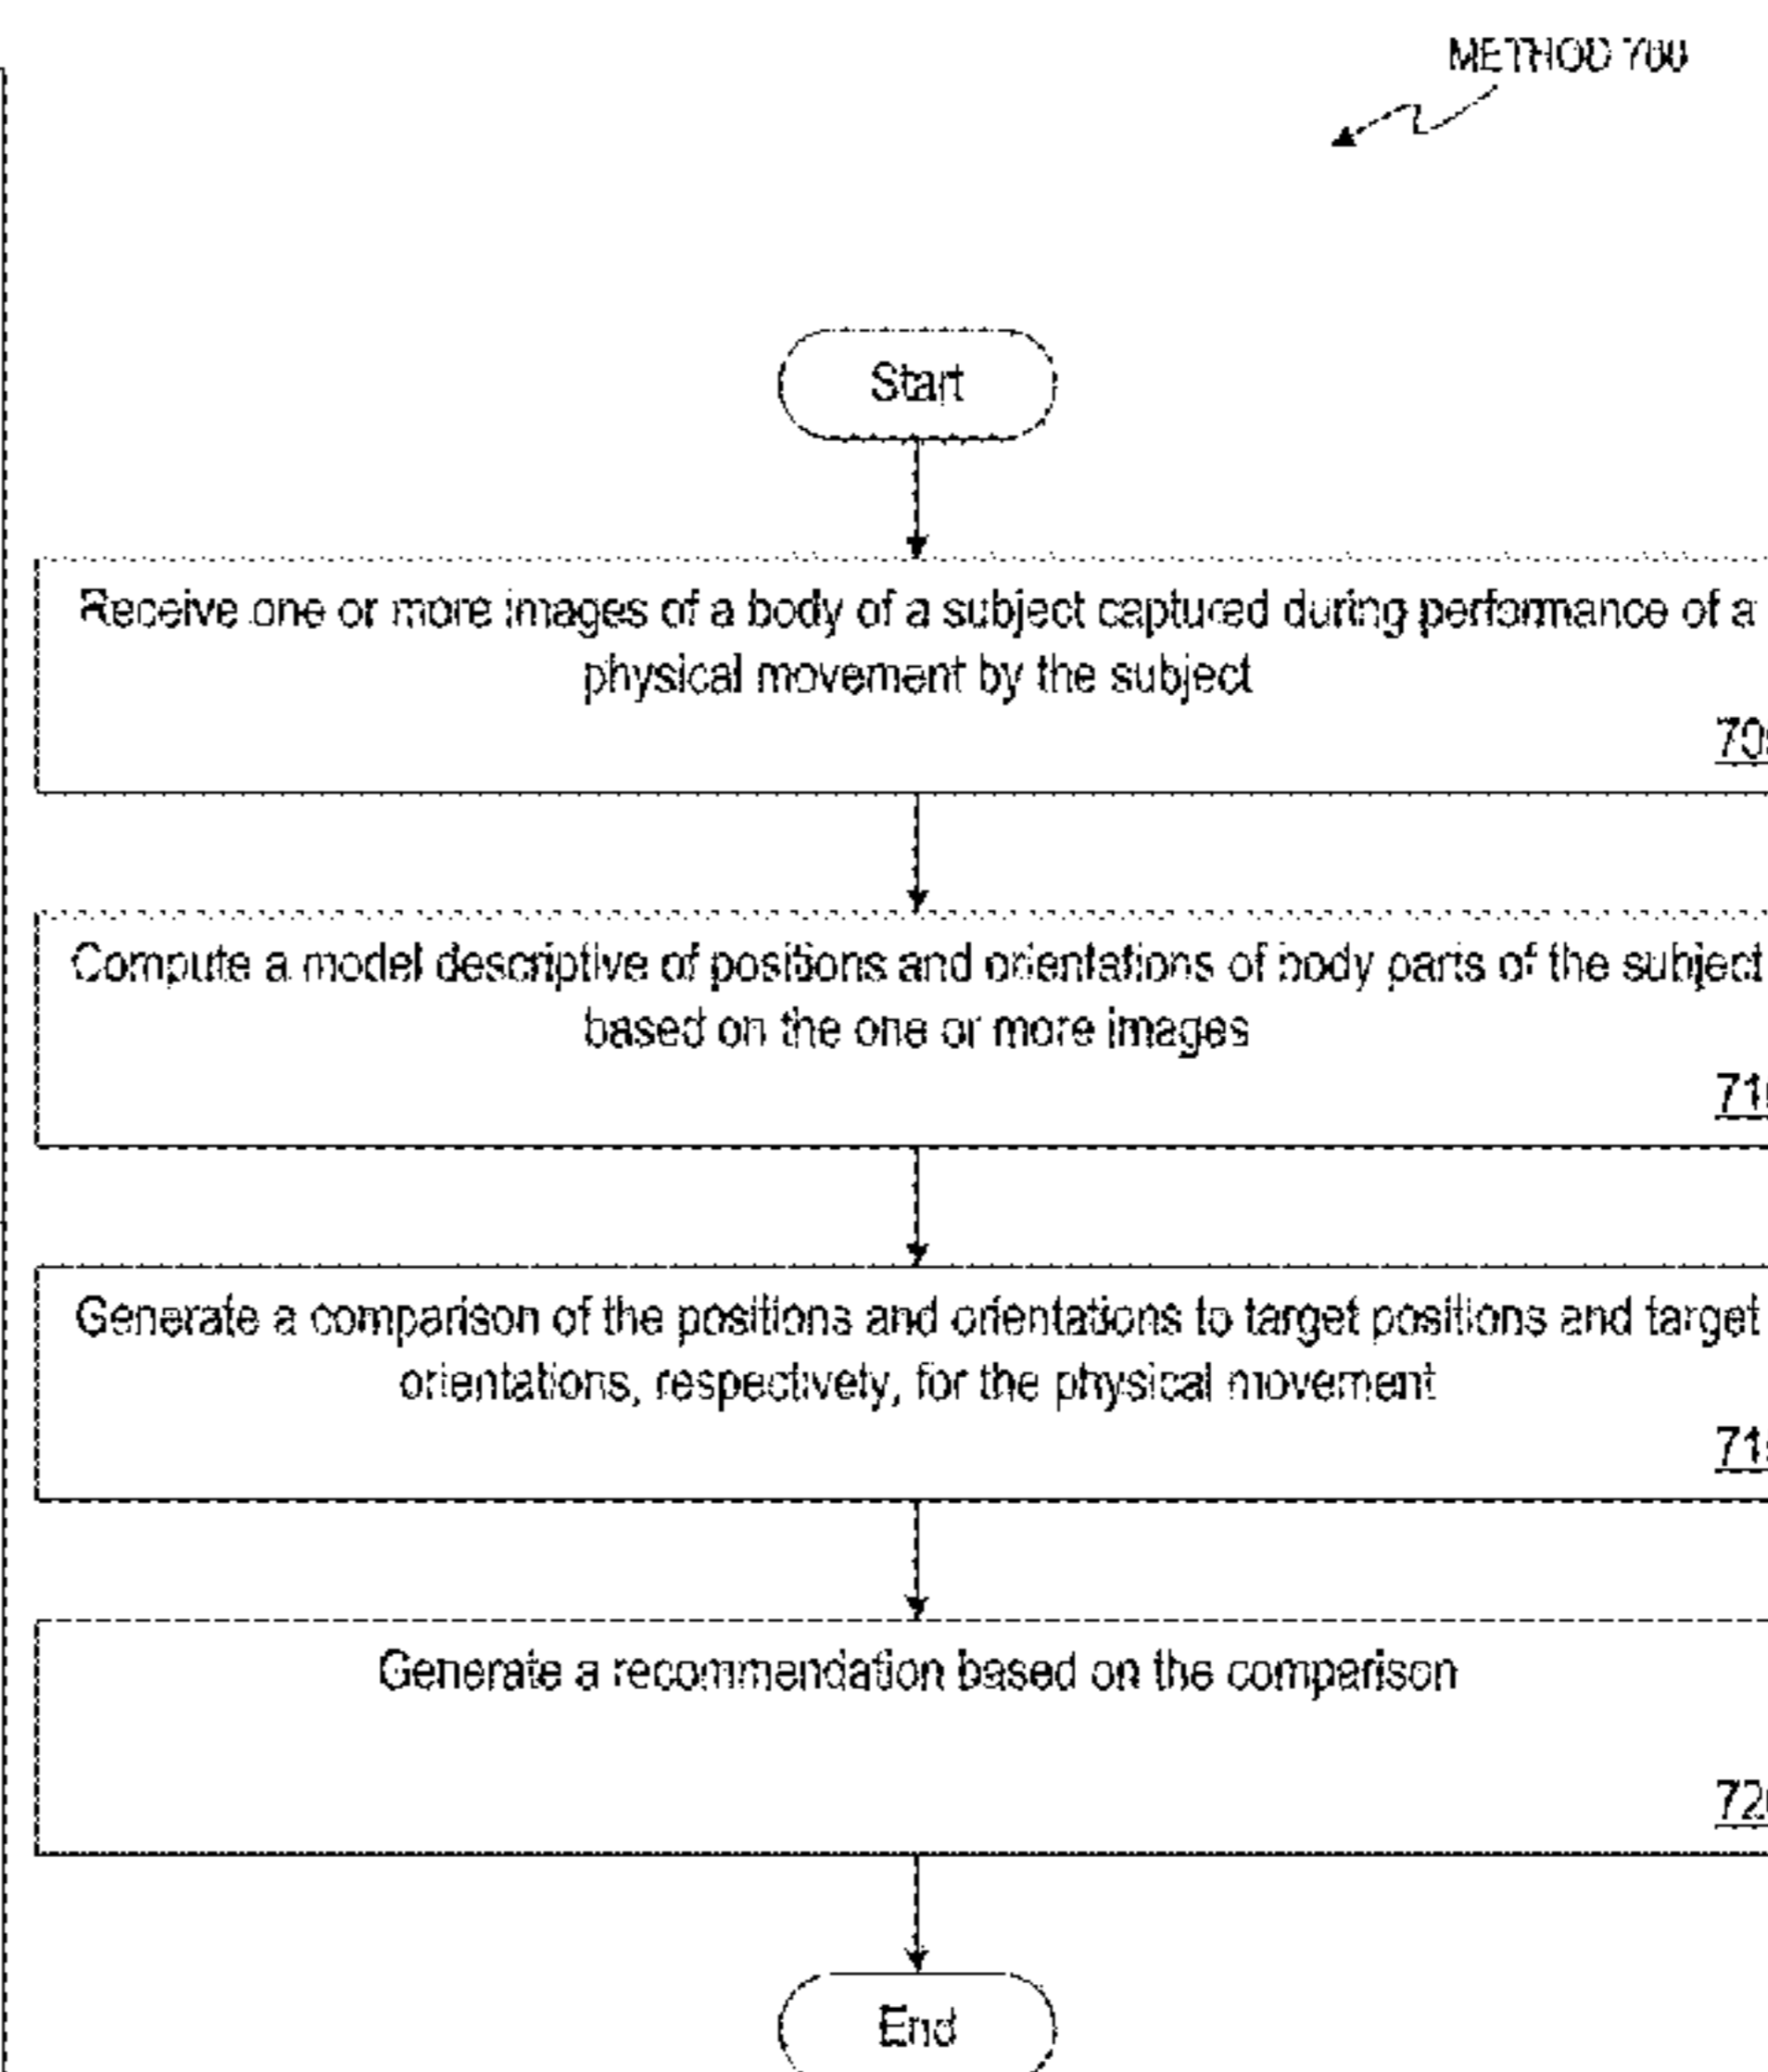 METHOD 700
Start
Receive one or more images of a body of a subject captured during performance of a
physical movement by the subject
Compute a model descriptive of positions and orientations of body parts of the subject
based on the one or more images
Generate a comparison of the positions and orientations to target positions and target
orientations, respectively, for the physical movement
Generate a recommendation based on the comparison
End